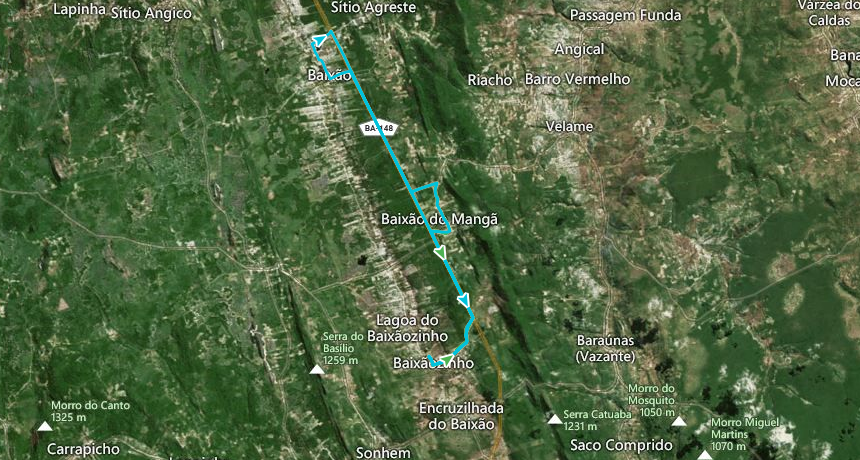 Lapinha
Sítio Angico
Sítio Agreste
Passagem Funda
Várzea do
Caldas
Angical
Baixão
Riacho
Barro Vermelho
BA-148
Velame
Baixão do Mangã
Lagoa do
Baixãozinho
Baixãozinho
Serra do
Basílio
1259 m
Baraúnas
(Vazante)
Morro do Canto
1325 m
Encruzilhada
do Baixão
Serra Catuaba
1231 m
Morro do
Mosquito
1050 m
Morro Miguel
Martins
1070 m
Carrapicho
Sonhem
Saco Comprido